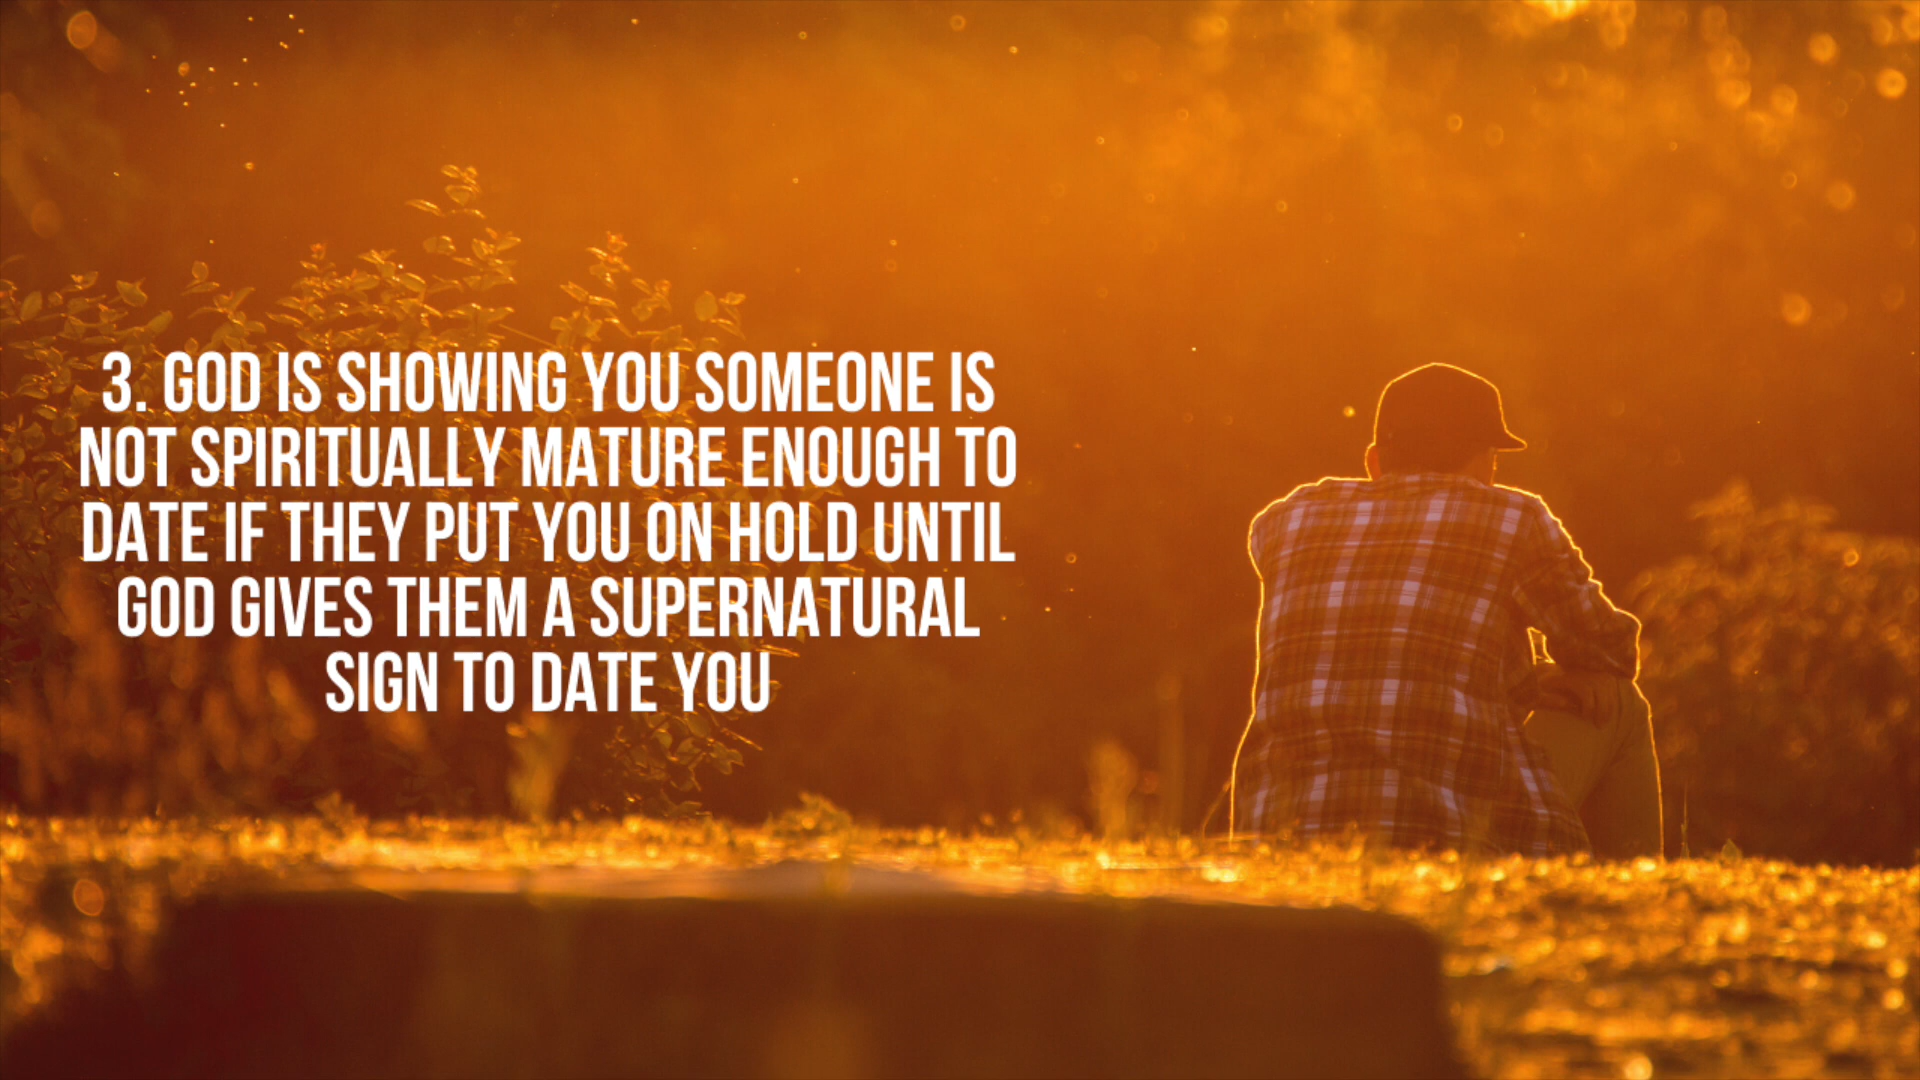 3. GOD IS SHOWING YOU SOMEONE IS
NOT SPIRITUALLY MATURE ENOUGH TO
DATE IF THEY PUT YOU ON HOLD UNTIL
GOD GIVES THEM A SUPERNATURAL
SIGN TO DATE YOU